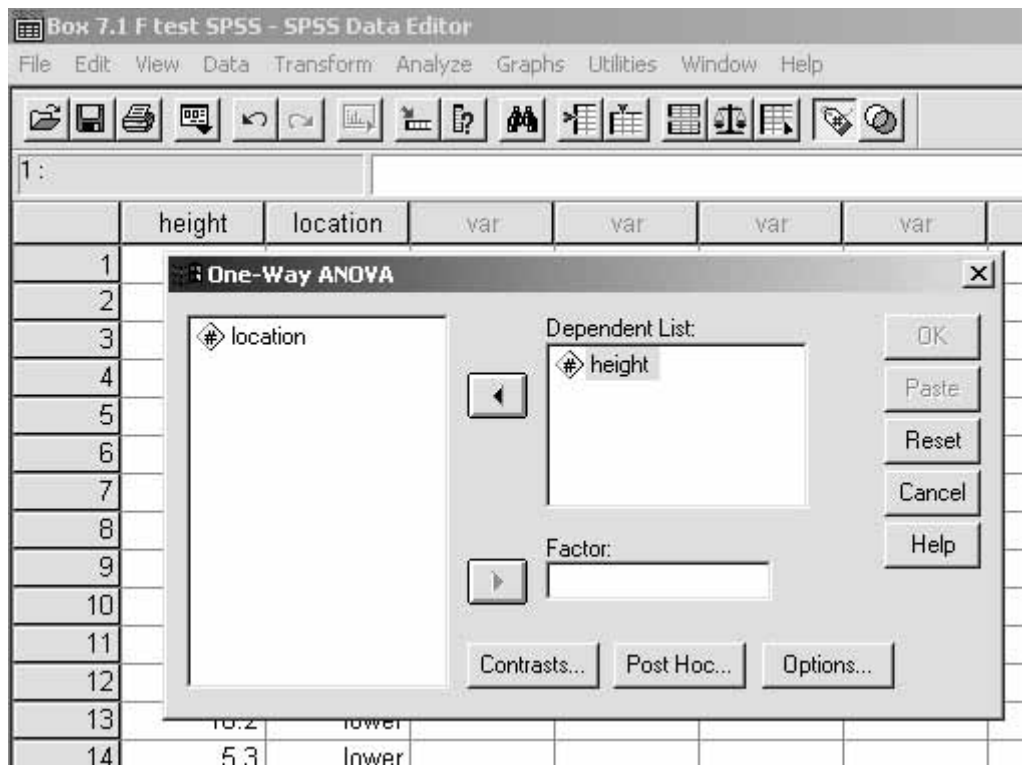 Box 7.1 F test SPSS - SPSS Data Editor
File Edit View Data Transform Analyze Graphs Utilities Window Help
1 :
height location var var var var
1
One-Way ANOVA
2
3
location
Dependent List:
height
OK
4
Paste
5
Reset
6
7
Cancel
8
Factor:
Help
9
10
11
Contrasts... Post Hoc... Options...
12
13 lower
14 5.3 lower